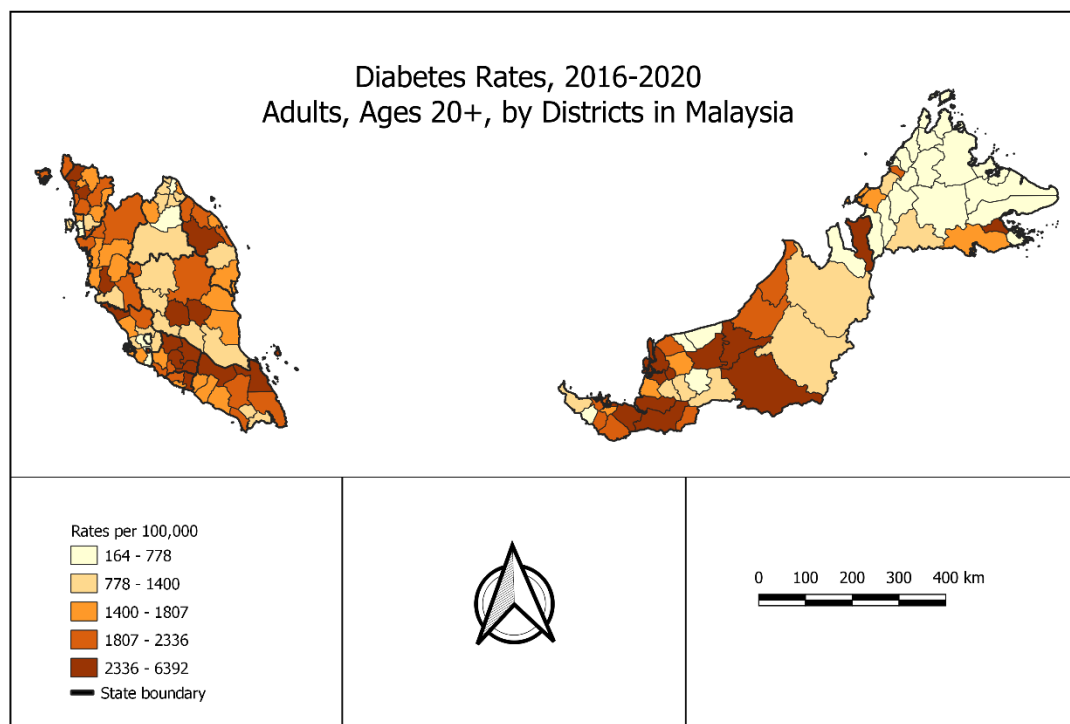 Diabetes Rates, 2016-2020
Adults, Ages 20+, by Districts in Malaysia
Rates per 100,000
164 - 778
778 - 1400
1400 - 1807
1807 - 2336
2336 - 6392
State boundary
0 100 200 300 400 km